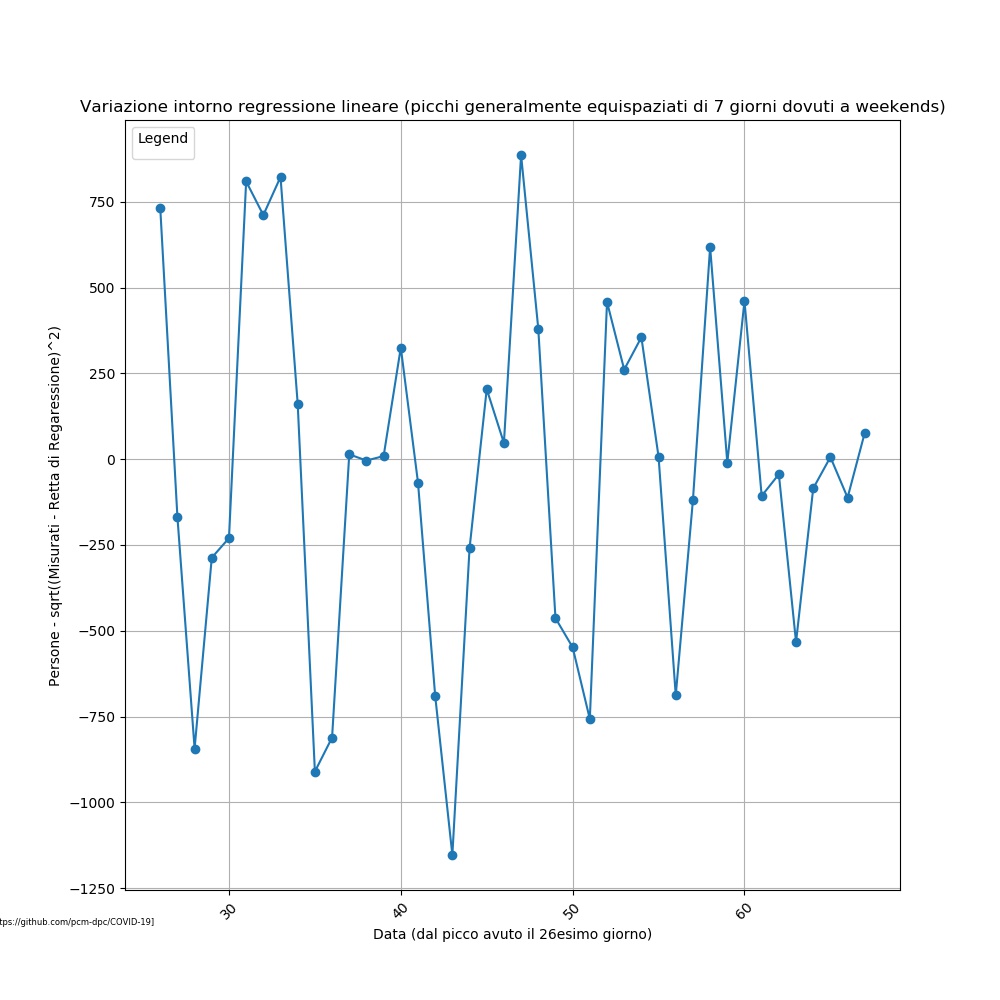 Variazione intorno regressione lineare (picchi generalmente equispaziati di 7 giorni dovuti a weekends)
Legend
Persone - sqrt((Misurati - Retta di Regaressione)^2)
750
500
250
0
−250
−500
−750
−1000
−1250
30
40
50
60
Data (dal picco avuto il 26esimo giorno)
tps://github.com/pcm-dpc/COVID-19]